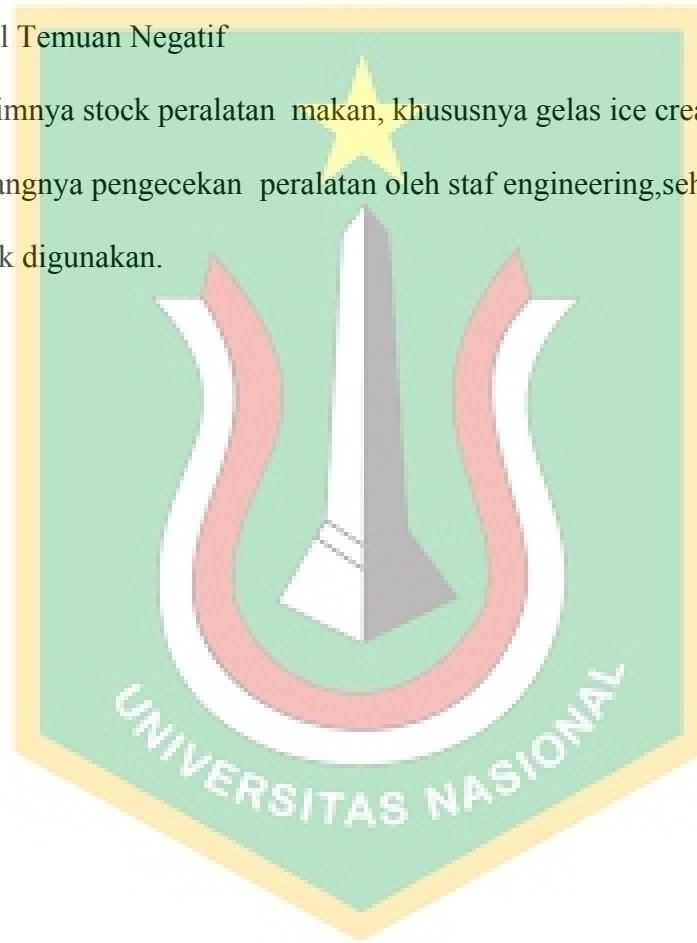 l Temuan Negatif
imnya stock peralatan  makan, khususnya gelas ice crea
angnya pengecekan  peralatan oleh staf engineering,seh
k digunakan.
UNIVERSITAS NASIONAL